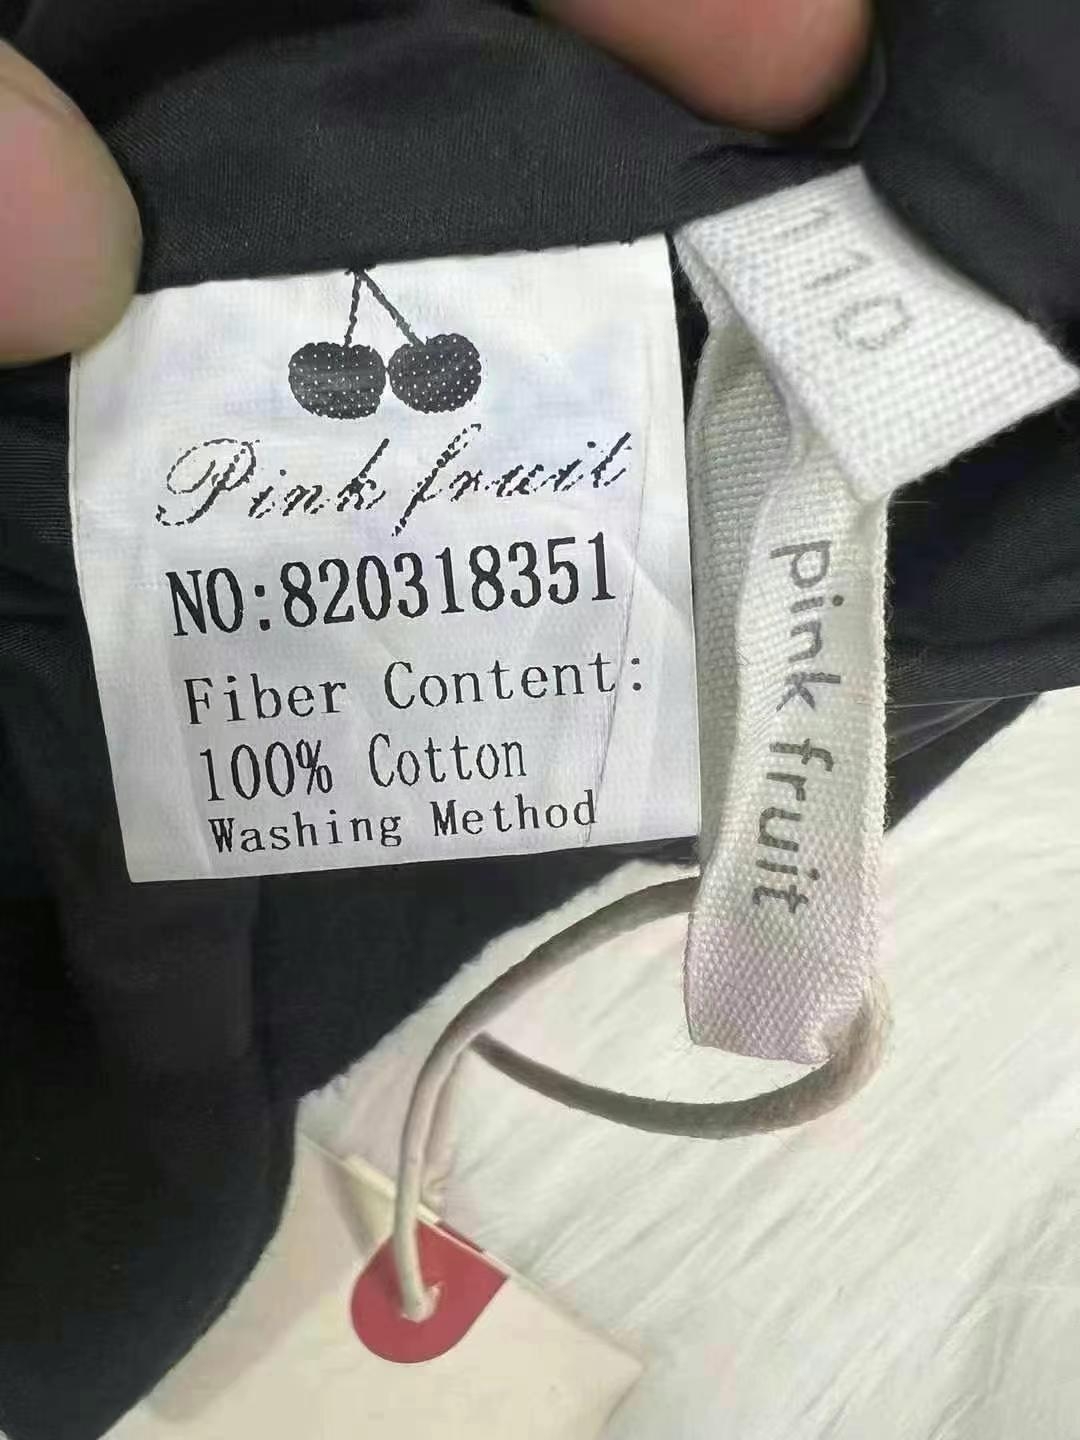 Pink fruit
NO:820318351
Fiber Content:
100% Cotton
Washing Method
110
pink fruit